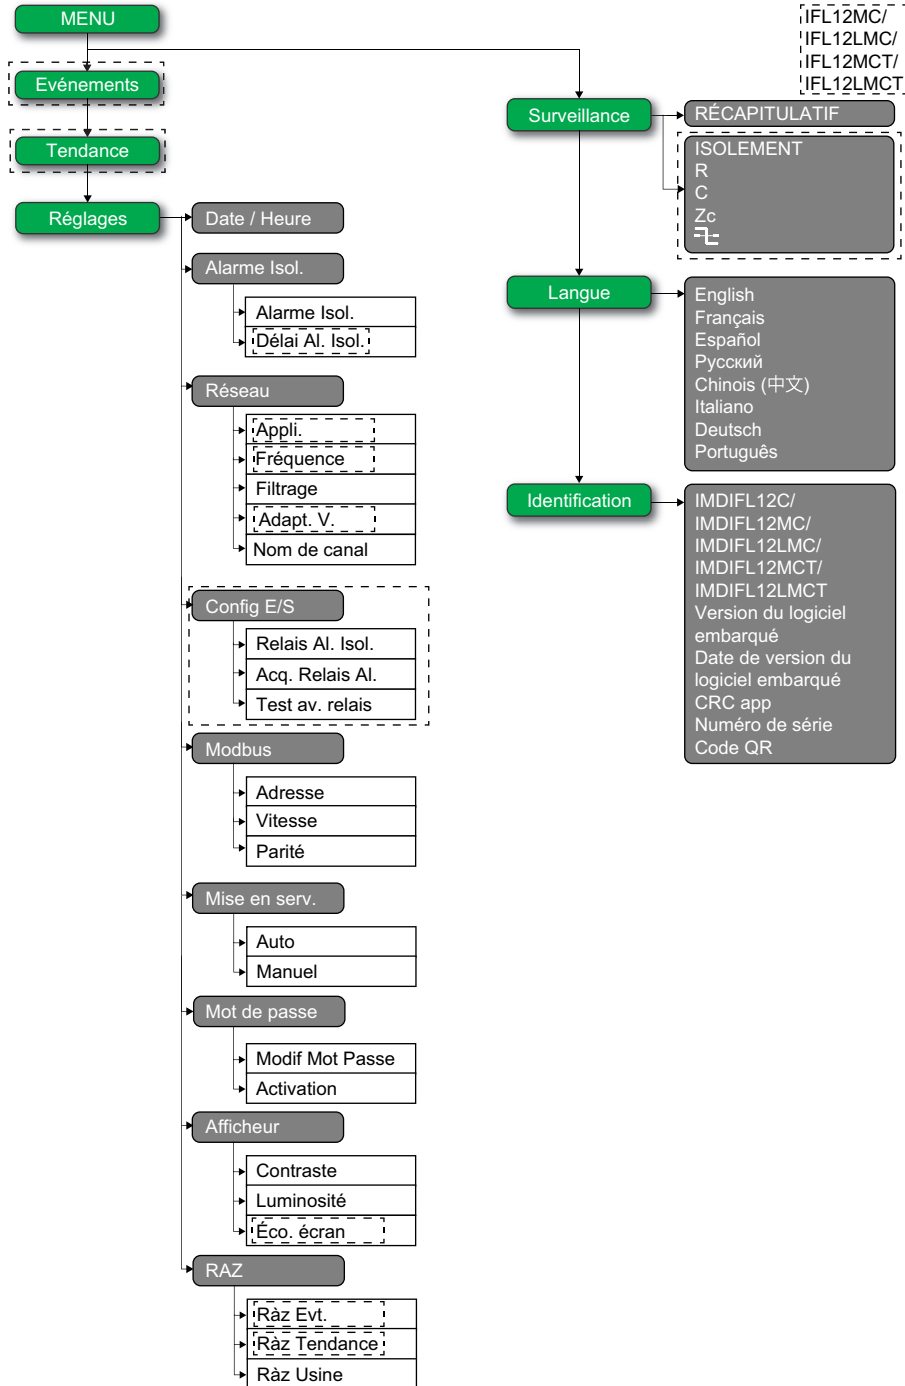 MENU
Evénements
Tendance
Réglages
Date / Heure
Alarme Isol.
Alarme Isol.
Délai Al. Isol.
Réseau
Appli.
Fréquence
Filtrage
Adapt. V.
Nom de canal
Config E/S
Relais Al. Isol.
Acq. Relais Al.
Test av. relais
Modbus
Adresse
Vitesse
Parité
Mise en serv.
Auto
Manuel
Mot de passe
Modif Mot Passe
Activation
Afficheur
Contraste
Luminosité
Éco. écran
RAZ
Ràz Evt.
Ràz Tendance
Ràz Usine
IFL12MC/
IFL12LMC/
IFL12MCT/
IFL12LMCT
Surveillance
RÉCAPITULATIF
ISOLEMENT
R
C
Zc
Langue
English
Français
Español
Русский
Chinois (中文)
Italiano
Deutsch
Português
Identification
IMDIFL12C/
IMDIFL12MC/
IMDIFL12LMC/
IMDIFL12MCT/
IMDIFL12LMCT
Version du logiciel
embarqué
Date de version du
logiciel embarqué
CRC app
Numéro de série
Code QR